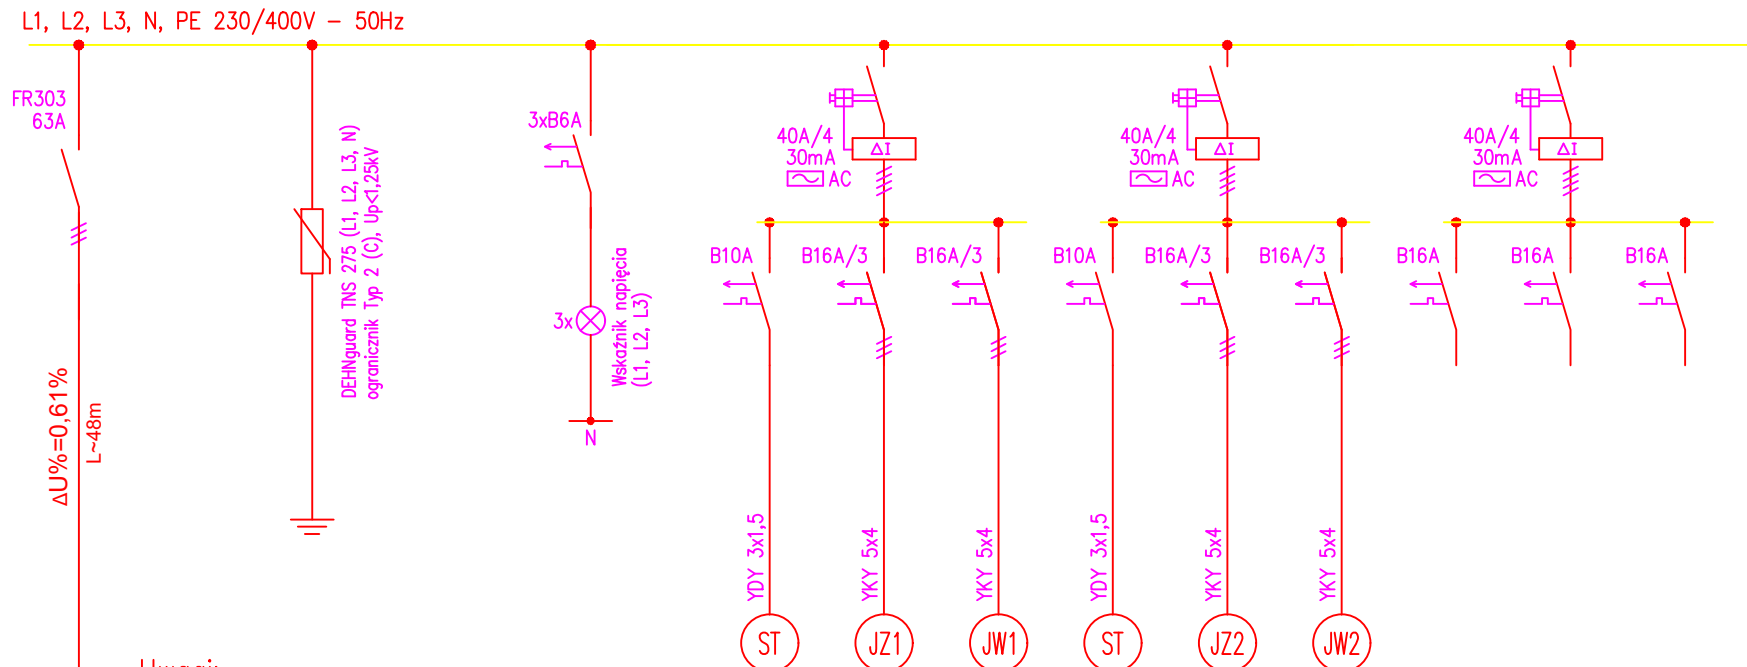 L1, L2, L3, N, PE 230/400V – 50Hz
FR303
63A
ΔU%=0,61%
L~48m
DEHNguard TNS 275 (L1, L2, L3, N)
ogranicznik Typ 2 (C), Up<1,25kV
3xB6A
3x
Wskaźnik napięcia
(L1, L2, L3)
N
40A/4
30mA
AC
ΔI
B10A
B16A/3
B16A/3
YDY 3x1,5
YKY 5x4
YKY 5x4
ST
JZ1
JW1
40A/4
30mA
AC
ΔI
B10A
B16A/3
B16A/3
YDY 3x1,5
YKY 5x4
YKY 5x4
ST
JZ2
JW2
40A/4
30mA
AC
ΔI
B16A
B16A
B16A